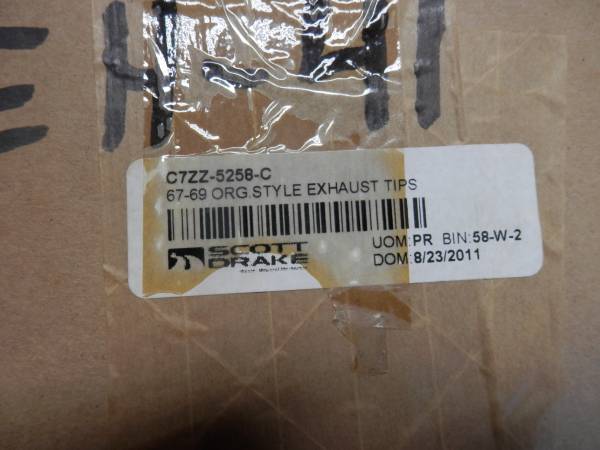 E H-H
C7ZZ-5258-C
67-69 ORG.STYLE EXHAUST TIPS
SCOTT DRAKE
UOM:PR BIN:58-W-2
DOM:8/23/2011